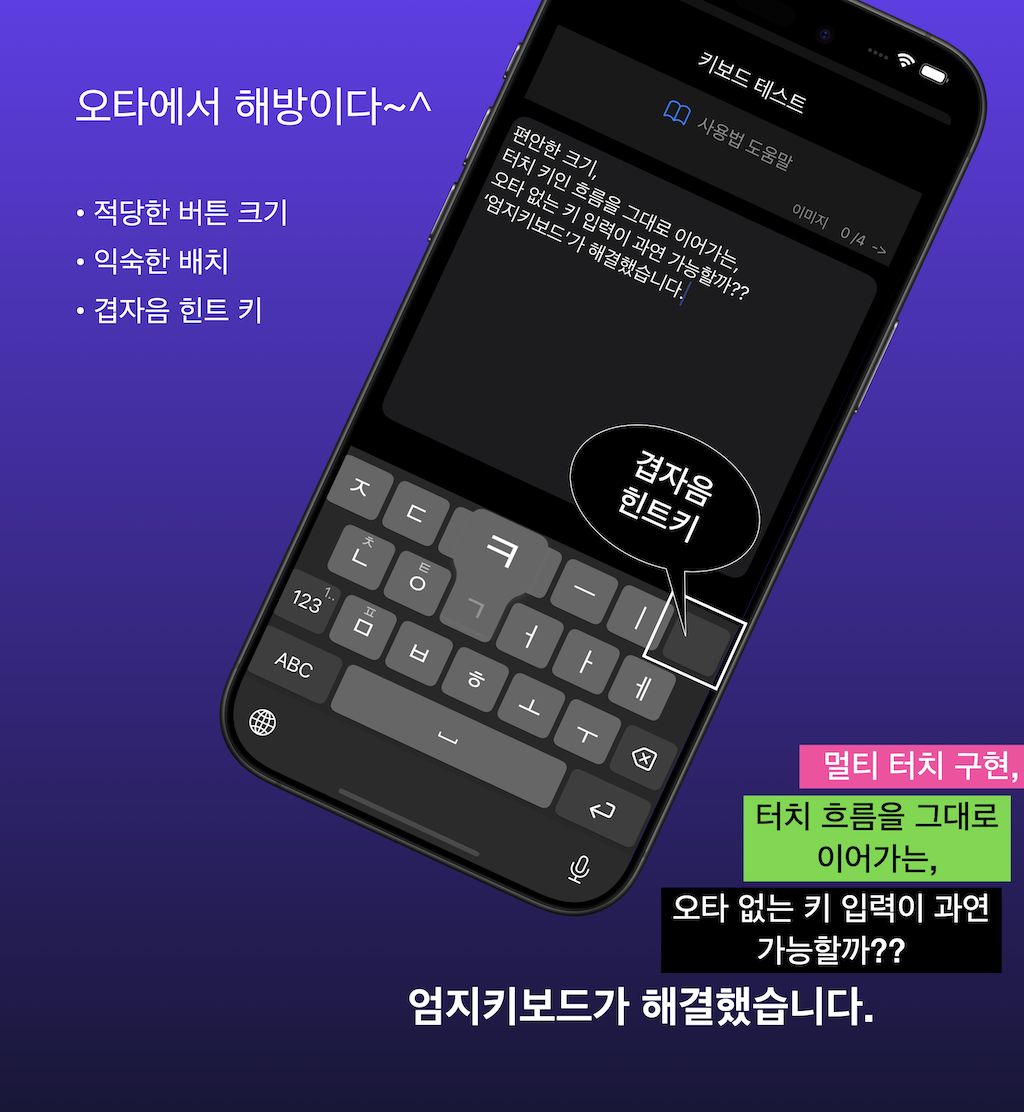 오타에서 해방이다~^
• 적당한 버튼 크기
• 익숙한 배치
• 겹자음 힌트 키
키보드 테스트
사용법 도움말
이미지 0 /4 ->
편안한 크기,
터치 키인 흐름을 그대로 이어가는,
오타 없는 키 입력이 과연 가능할까??
'엄지키보드'가 해결했습니다.
겹자음
힌트키
ㅈ ㄷ ㅋ ㅡ ㅣ
ㅊ ㄴ ㅌ ㅇ ㄱ ㅓ ㅏ ㅔ
123 1.. ㅍ ㅁ ㅂ ㅎ ㅗ ㅜ
ABC
멀티 터치 구현,
터치 흐름을 그대로
이어가는,
오타 없는 키 입력이 과연
가능할까??
엄지키보드가 해결했습니다.